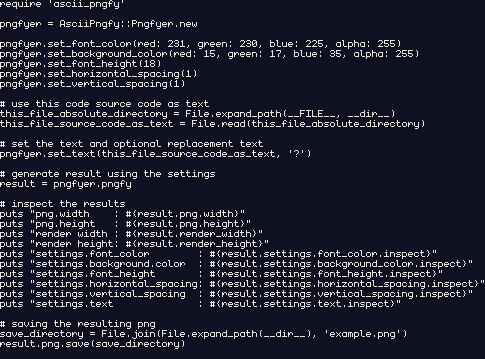 require 'ascii_pngfy'

pngfyer = AsciiPngfy::Pngfyer.new

pngfyer.set_font_color(red: 231, green: 230, blue: 225, alpha: 255)
pngfyer.set_background_color(red: 15, green: 17, blue: 35, alpha: 255)
pngfyer.set_font_height(18)
pngfyer.set_horizontal_spacing(1)
pngfyer.set_vertical_spacing(1)

# use this code source code as text
this_file_absolute_directory = File.expand_path(__FILE__, __dir__)
this_file_source_code_as_text = File.read(this_file_absolute_directory)

# set the text and optional replacement text
pngfyer.set_text(this_file_source_code_as_text, '?')

# generate result using the settings
result = pngfyer.pngfy

# inspect the results
puts "png.width    : #{result.png.width}"
puts "png.height   : #{result.png.height}"
puts "render width : #{result.render_width}"
puts "render height: #{result.render_height}"
puts "settings.font_color        : #{result.settings.font_color.inspect}"
puts "settings.background.color  : #{result.settings.background_color.inspect}"
puts "settings.font_height       : #{result.settings.font_height.inspect}"
puts "settings.horizontal_spacing: #{result.settings.horizontal_spacing.inspect}"
puts "settings.vertical_spacing  : #{result.settings.vertical_spacing.inspect}"
puts "settings.text              : #{result.settings.text.inspect}"

# saving the resulting png
save_directory = File.join(File.expand_path(__dir__), 'example.png')
result.png.save(save_directory)